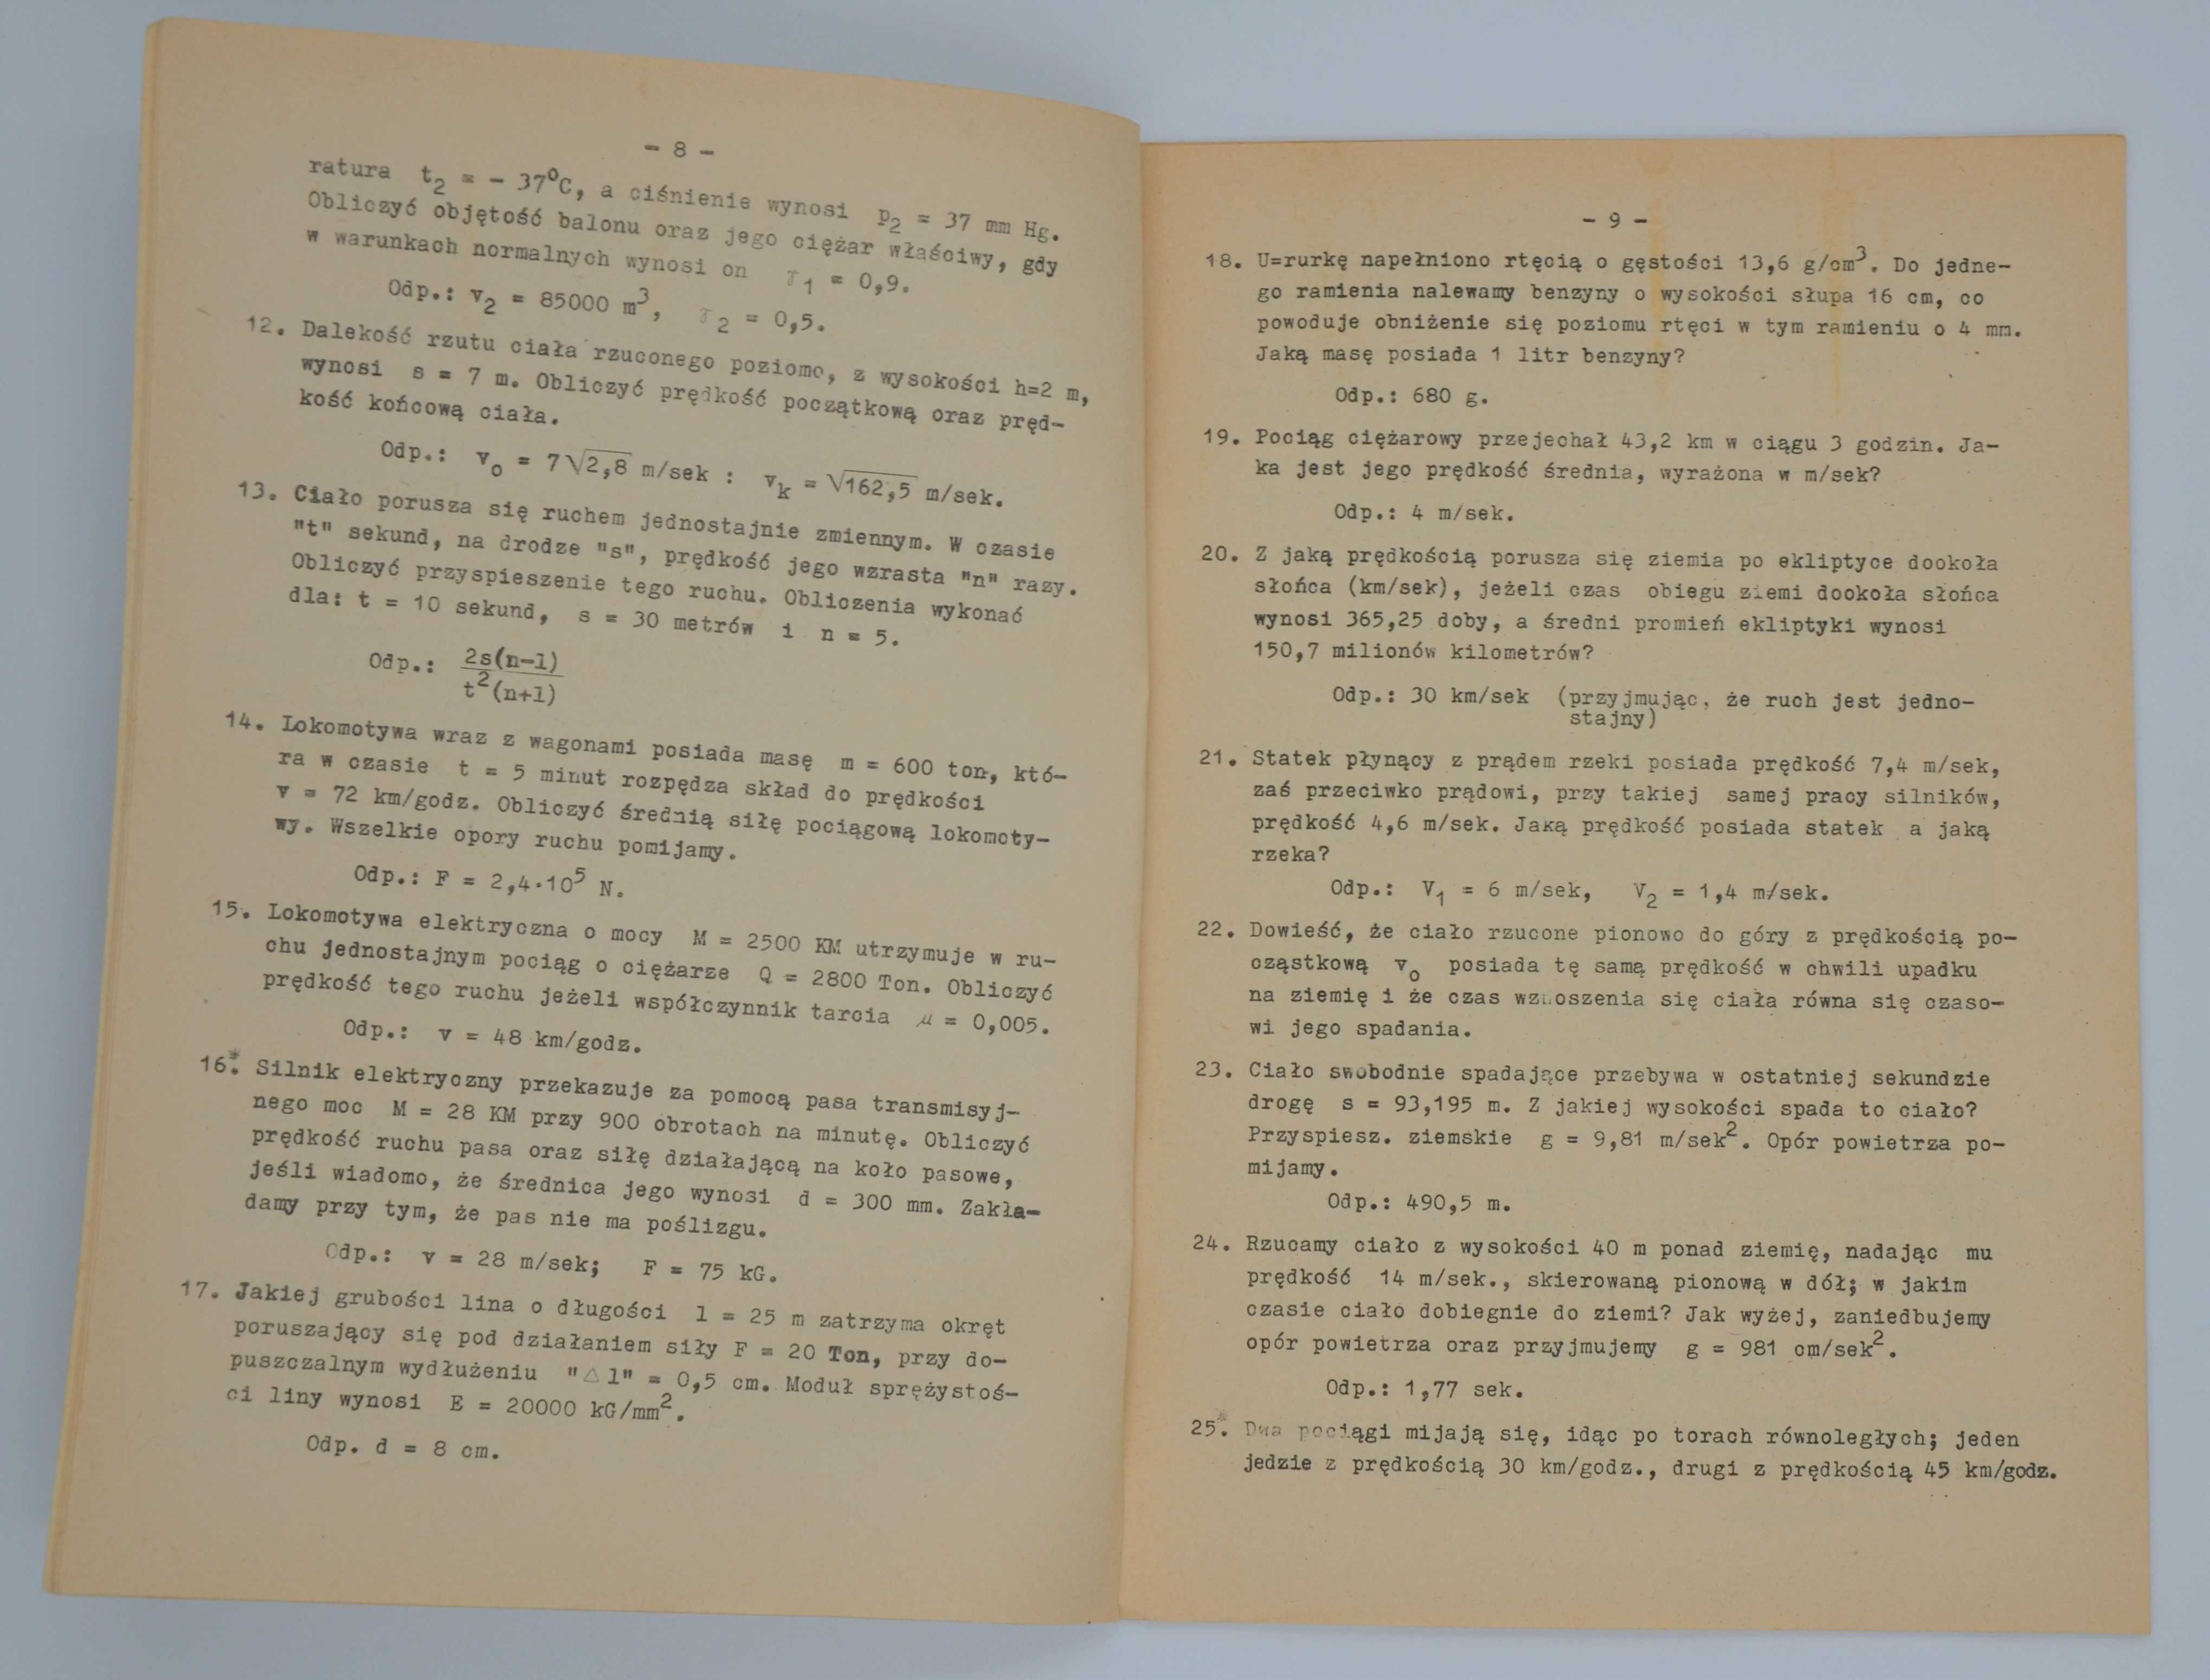 - 8 -
ratura t₂ = - 37°C, a ciśnienie wynosi p₂ = 37 mm Hg.
Obliczyć objętość balonu oraz jego ciężar właściwy, gdy
w warunkach normalnych wynosi on γ₁ = 0,9.
Odp.: v₂ = 85000 m³, γ₂ = 0,5.
12. Dalekość rzutu ciała rzuconego poziomo, z wysokości h=2 m,
wynosi s = 7 m. Obliczyć prędkość początkową oraz pręd-
kość końcową ciała.
Odp.: v₀ = 7√2,8 m/sek : vₖ = √162,5 m/sek.
13. Ciało porusza się ruchem jednostajnie zmiennym. W czasie
"t" sekund, na drodze "s", prędkość jego wzrasta "n" razy.
Obliczyć przyspieszenie tego ruchu. Obliczenia wykonać
dla: t = 10 sekund, s = 30 metrów i n = 5.
Odp.: 2s(n-1)
t²(n+1)
14. Lokomotywa wraz z wagonami posiada masę m = 600 ton, któ-
ra w czasie t = 5 minut rozpędza skład do prędkości
v = 72 km/godz. Obliczyć średnią siłę pociągową lokomoty-
wy. Wszelkie opory ruchu pomijamy.
Odp.: F = 2,4·10⁵ N.
15. Lokomotywa elektryczna o mocy M = 2500 KM utrzymuje w ru-
chu jednostajnym pociąg o ciężarze Q = 2800 Ton. Obliczyć
prędkość tego ruchu jeżeli współczynnik tarcia μ = 0,005.
Odp.: v = 48 km/godz.
16*. Silnik elektryczny przekazuje za pomocą pasa transmisyj-
nego moc M = 28 KM przy 900 obrotach na minutę. Obliczyć
prędkość ruchu pasa oraz siłę działającą na koło pasowe,
jeśli wiadomo, że średnica jego wynosi d = 300 mm. Zakła-
damy przy tym, że pas nie ma poślizgu.
Odp.: v = 28 m/sek; F = 75 kG.
17. Jakiej grubości lina o długości l = 25 m zatrzyma okręt
poruszający się pod działaniem siły F = 20 Ton, przy do-
puszczalnym wydłużeniu "△l" = 0,5 cm. Moduł sprężystoś-
ci liny wynosi E = 20000 kG/mm².
Odp. d = 8 cm.
- 9 -
18. U=rurkę napełniono rtęcią o gęstości 13,6 g/cm³. Do jedne-
go ramienia nalewamy benzyny o wysokości słupa 16 cm, co
powoduje obniżenie się poziomu rtęci w tym ramieniu o 4 mm.
Jaką masę posiada 1 litr benzyny?
Odp.: 680 g.
19. Pociąg ciężarowy przejechał 43,2 km w ciągu 3 godzin. Ja-
ka jest jego prędkość średnia, wyrażona w m/sek?
Odp.: 4 m/sek.
20. Z jaką prędkością porusza się ziemia po ekliptyce dookoła
słońca (km/sek), jeżeli czas obiegu ziemi dookoła słońca
wynosi 365,25 doby, a średni promień ekliptyki wynosi
150,7 milionów kilometrów?
Odp.: 30 km/sek (przyjmując, że ruch jest jedno-
stajny)
21. Statek płynący z prądem rzeki posiada prędkość 7,4 m/sek,
zaś przeciwko prądowi, przy takiej samej pracy silników,
prędkość 4,6 m/sek. Jaką prędkość posiada statek a jaką
rzeka?
Odp.: V₁ = 6 m/sek, V₂ = 1,4 m/sek.
22. Dowieść, że ciało rzucone pionowo do góry z prędkością po-
cząstkową v₀ posiada tę samą prędkość w chwili upadku
na ziemię i że czas wznoszenia się ciała równa się czaso-
wi jego spadania.
23. Ciało swobodnie spadające przebywa w ostatniej sekundzie
drogę s = 93,195 m. Z jakiej wysokości spada to ciało?
Przyspiesz. ziemskie g = 9,81 m/sek². Opór powietrza po-
mijamy.
Odp.: 490,5 m.
24. Rzucamy ciało z wysokości 40 m ponad ziemię, nadając mu
prędkość 14 m/sek., skierowaną pionową w dół; w jakim
czasie ciało dobiegnie do ziemi? Jak wyżej, zaniedbujemy
opór powietrza oraz przyjmujemy g = 981 cm/sek².
Odp.: 1,77 sek.
25*. Dwa pociągi mijają się, idąc po torach równoległych; jeden
jedzie z prędkością 30 km/godz., drugi z prędkością 45 km/godz.